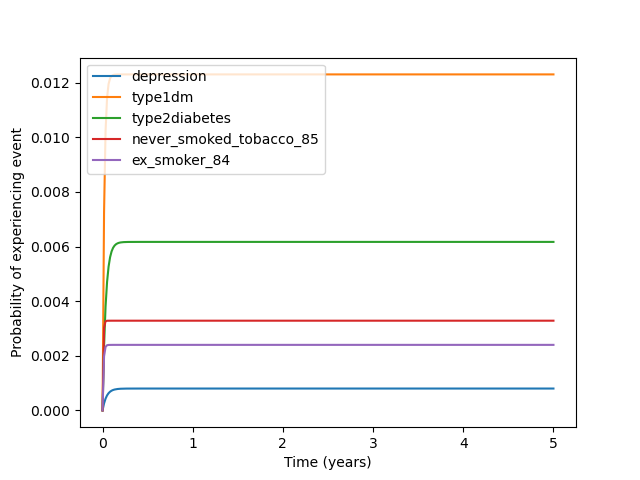 depression
type1dm
type2diabetes
never_smoked_tobacco_85
ex_smoker_84
0.012
0.010
0.008
0.006
0.004
0.002
0.000
Probability of experiencing event
0 1 2 3 4 5
Time (years)